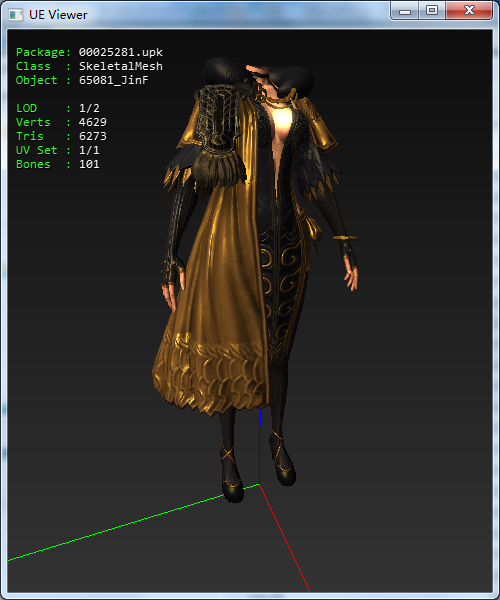 UE Viewer
Package: 00025281.upk
Class : SkeletalMesh
Object : 65081_JinF
LOD : 1/2
Verts : 4629
Tris : 6273
UV Set : 1/1
Bones : 101